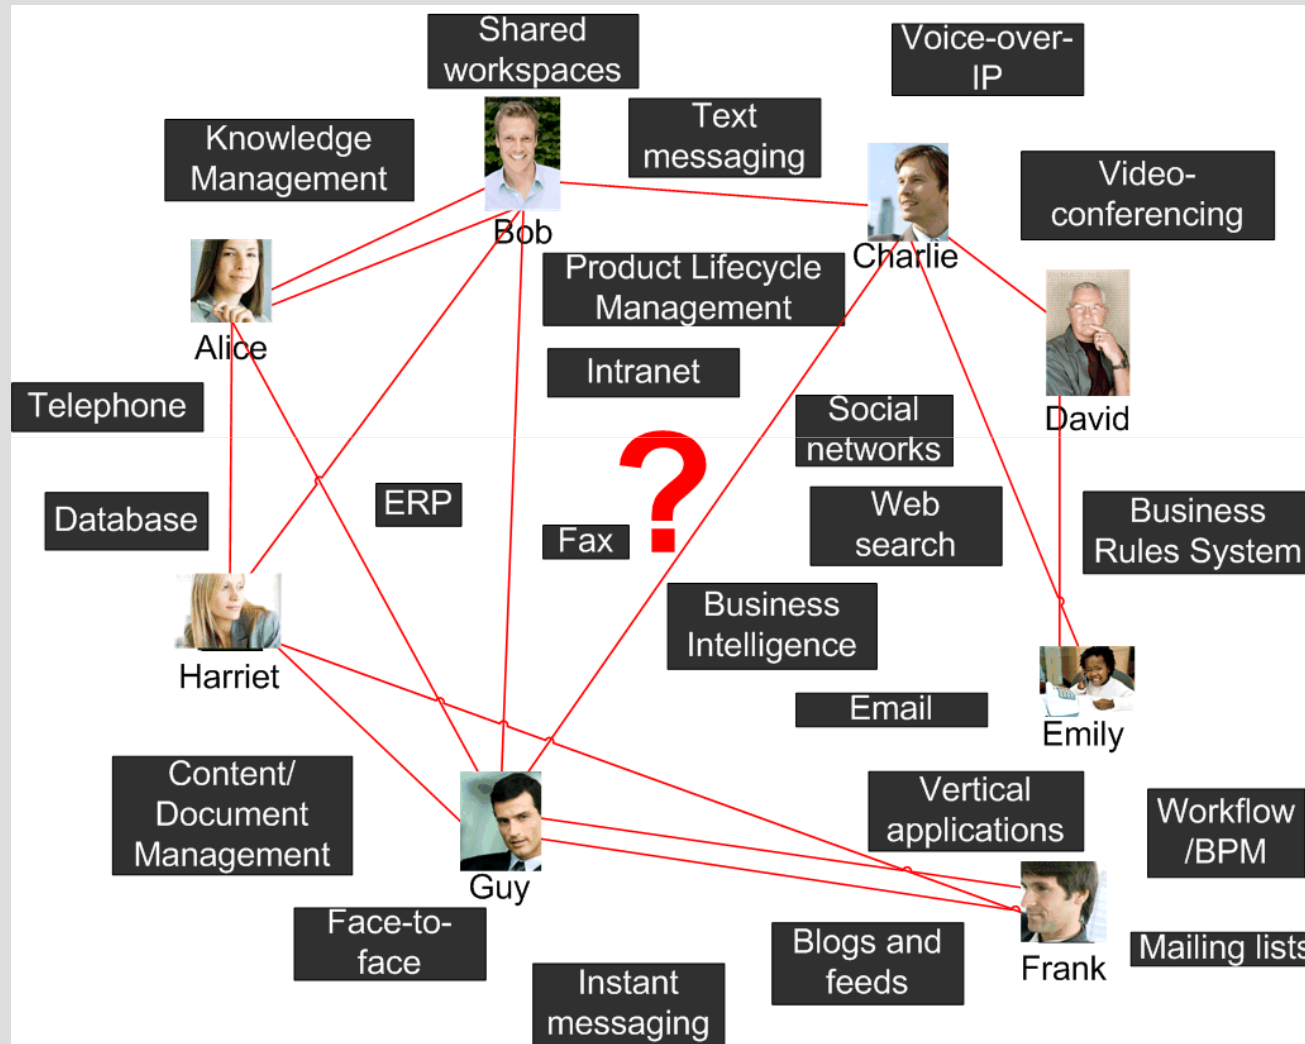 Shared
workspaces
Voice-over-
IP
Knowledge
Management
Text
messaging
Video-
conferencing
Bob
Charlie
Product Lifecycle
Management
Alice
Intranet
Telephone
Social
networks
David
?
ERP
Database
Fax
Web
search
Business
Rules System
Business
Intelligence
Harriet
Email
Emily
Content/
Document
Management
Vertical
applications
Workflow
/BPM
Guy
Face-to-
face
Blogs and
feeds
Mailing lists
Frank
Instant
messaging